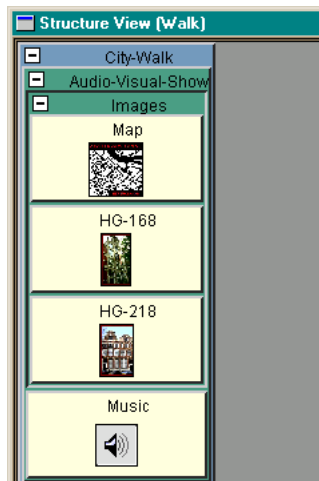 Structure View (Walk)
City-Walk
Audio-Visual-Show
Images
Map
HG-168
HG-218
Music